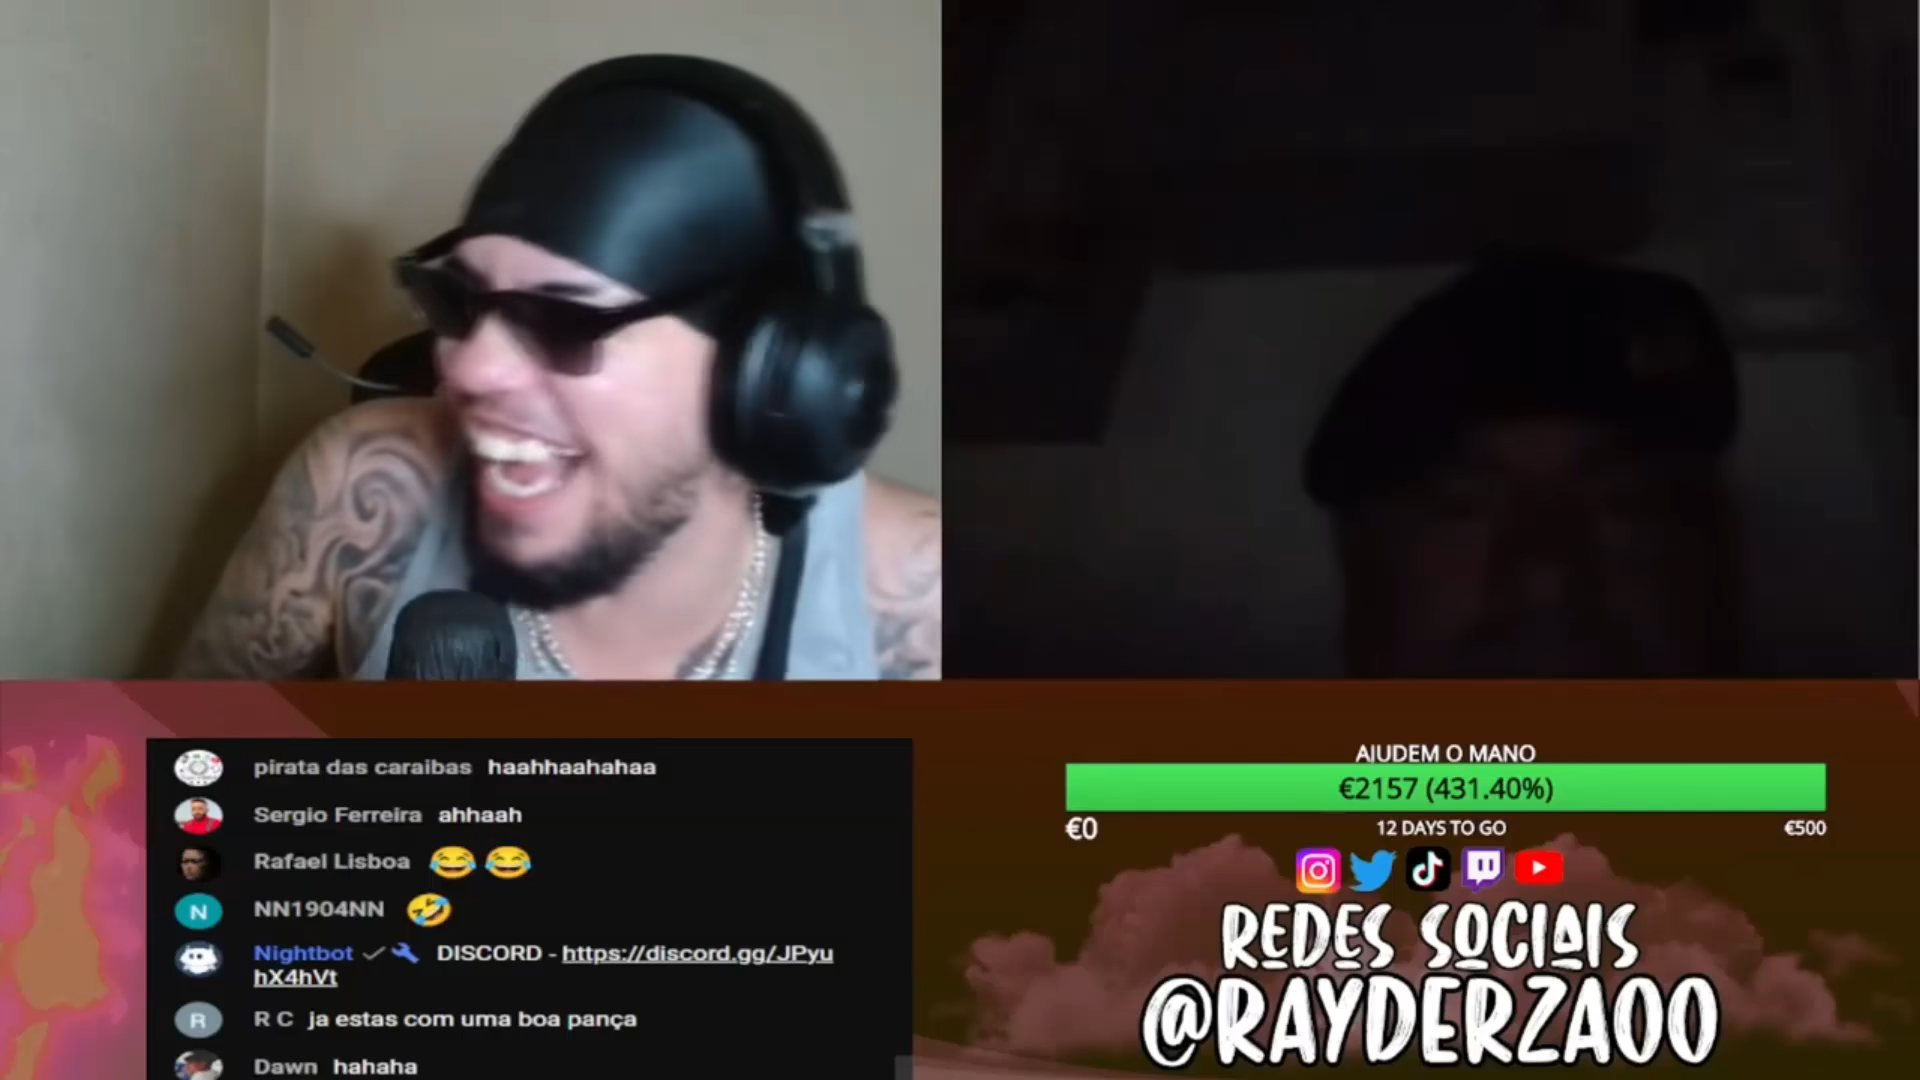 pirata das caraibas haahhaahahaa
Sergio Ferreira ahhaah
Rafael Lisboa 😂 😂
N NN1904NN 🤣
Nightbot DISCORD - https://discord.gg/JPyu
hX4hVt
R R C ja estas com uma boa pança
Dawn hahaha
AJUDEM O MANO
€2157 (431.40%)
€0 12 DAYS TO GO €500
REDES SOCIAIS
@RAYDERZAOO